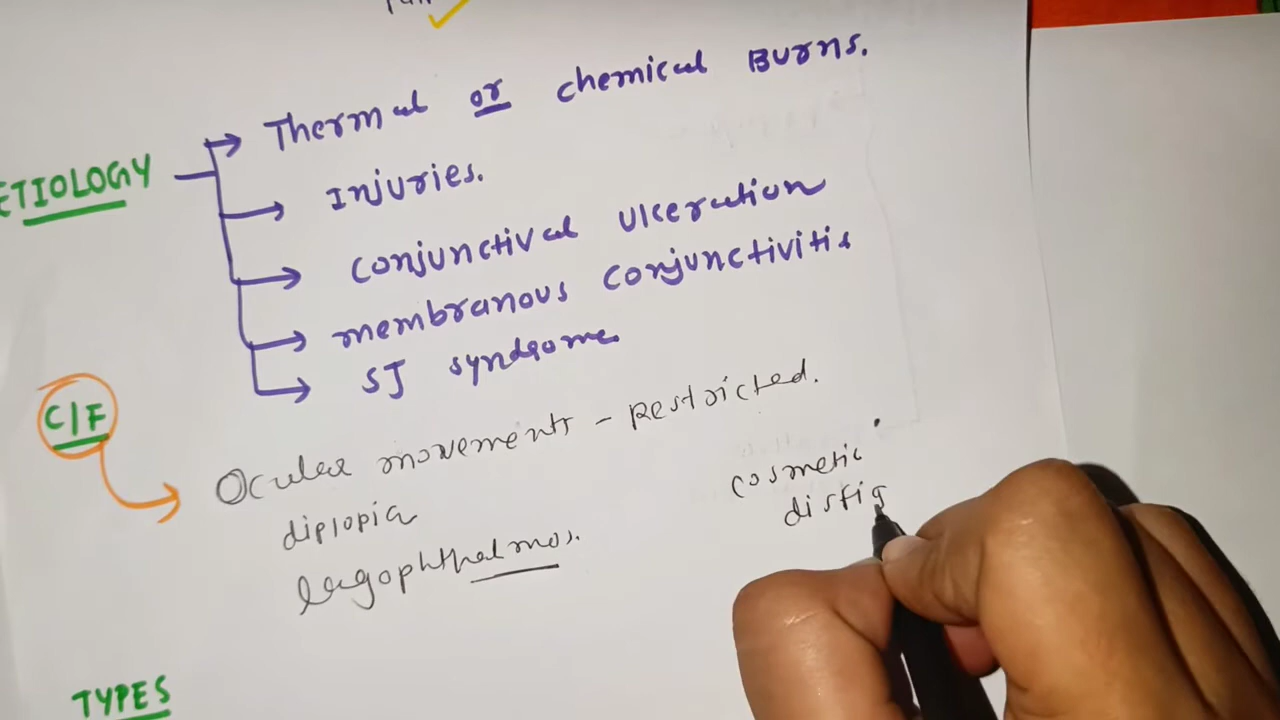 ETIOLOGY
Thermal or chemical Burns.
Injuries.
conjunctival ulceration
membranous conjunctivitis
SJ syndrome.
C/F
Ocular movements - Restricted.
diplopia
lagophthalmos.
cosmetic
disfig
TYPES